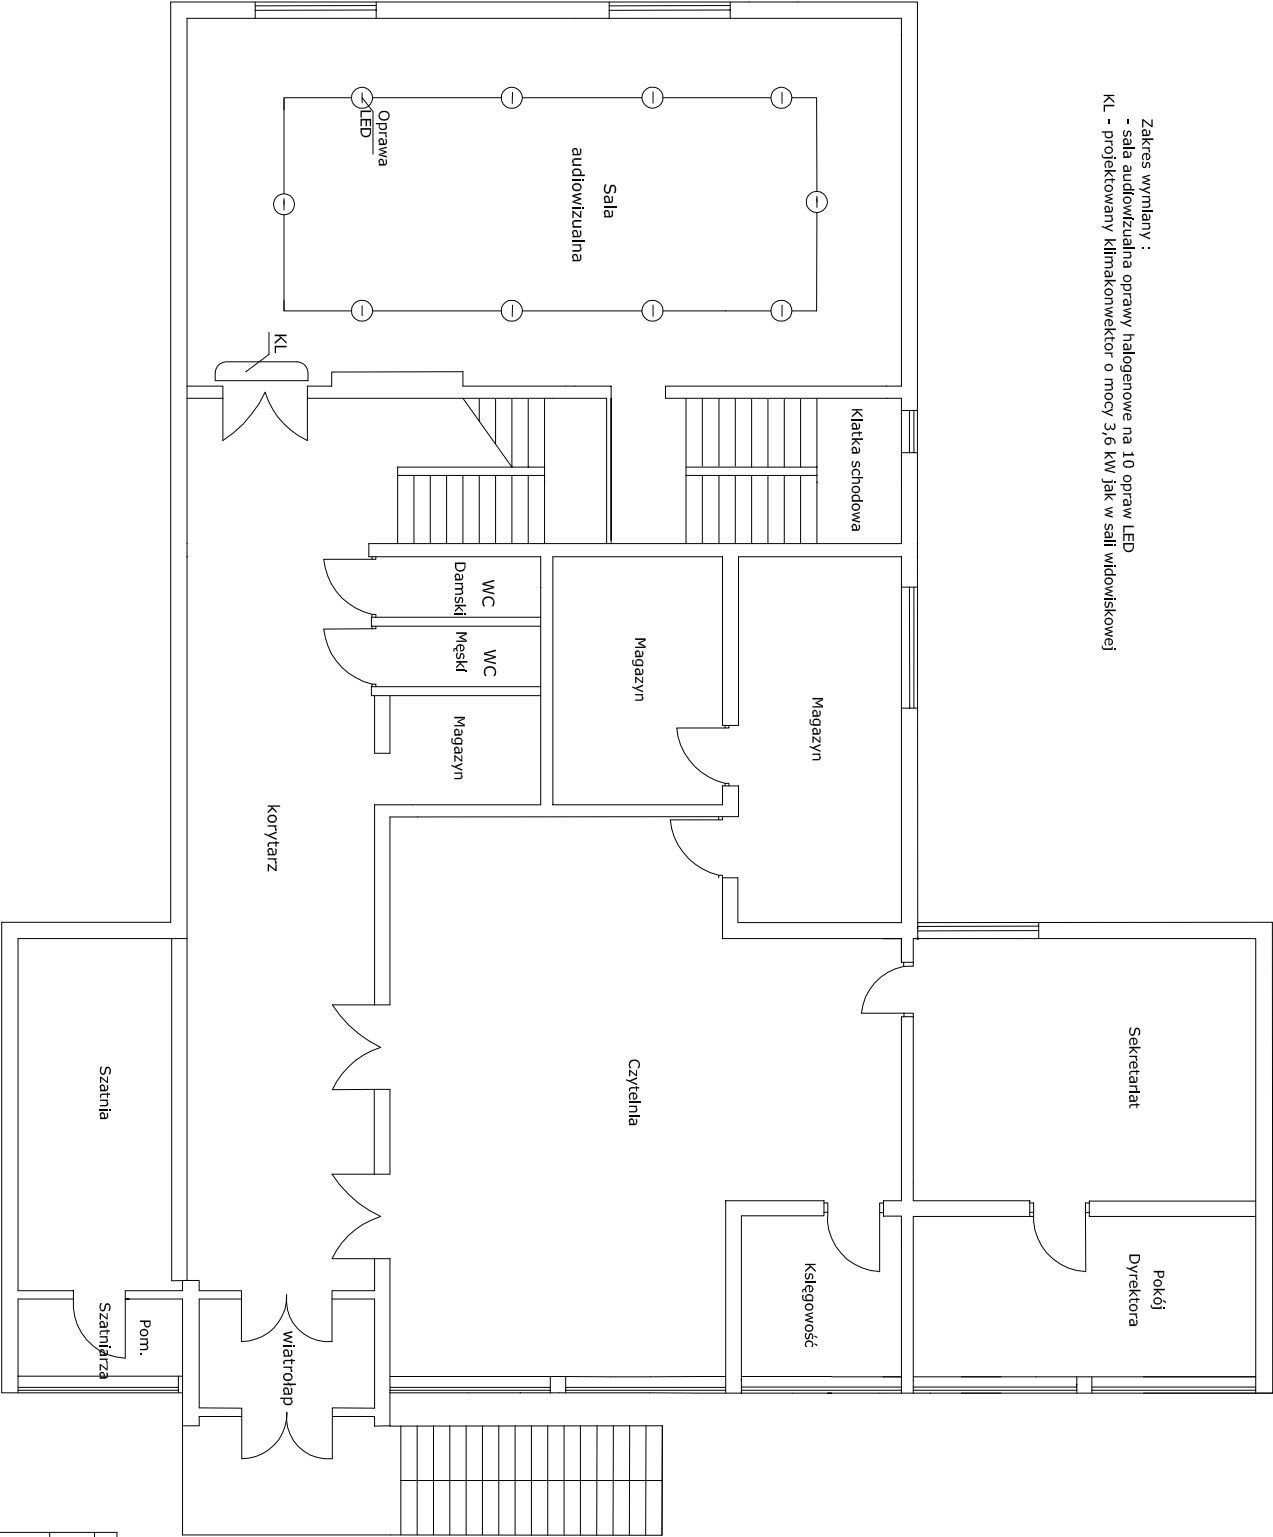 Zakres wymiany :
- sala audiowizualna oprawy halogenowe na 10 opraw LED
KL - projektowany klimakonwektor o mocy 3,6 kW jak w sali widowiskowej
Oprawa
LED
Sala
audiowizualna
KL
Klatka schodowa
WC
Damski
WC
Męski
Magazyn
Magazyn
Magazyn
korytarz
Czytelnia
Sekretariat
Szatnia
Pokój
Dyrektora
Księgowość
Pom.
Szatniarza
wiatrołap